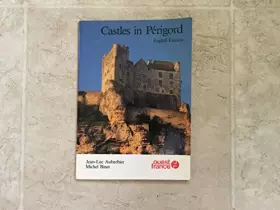 Castles in Périgord
English Edition
Jean-Luc Aubarbier
Michel Binet
ouest
france